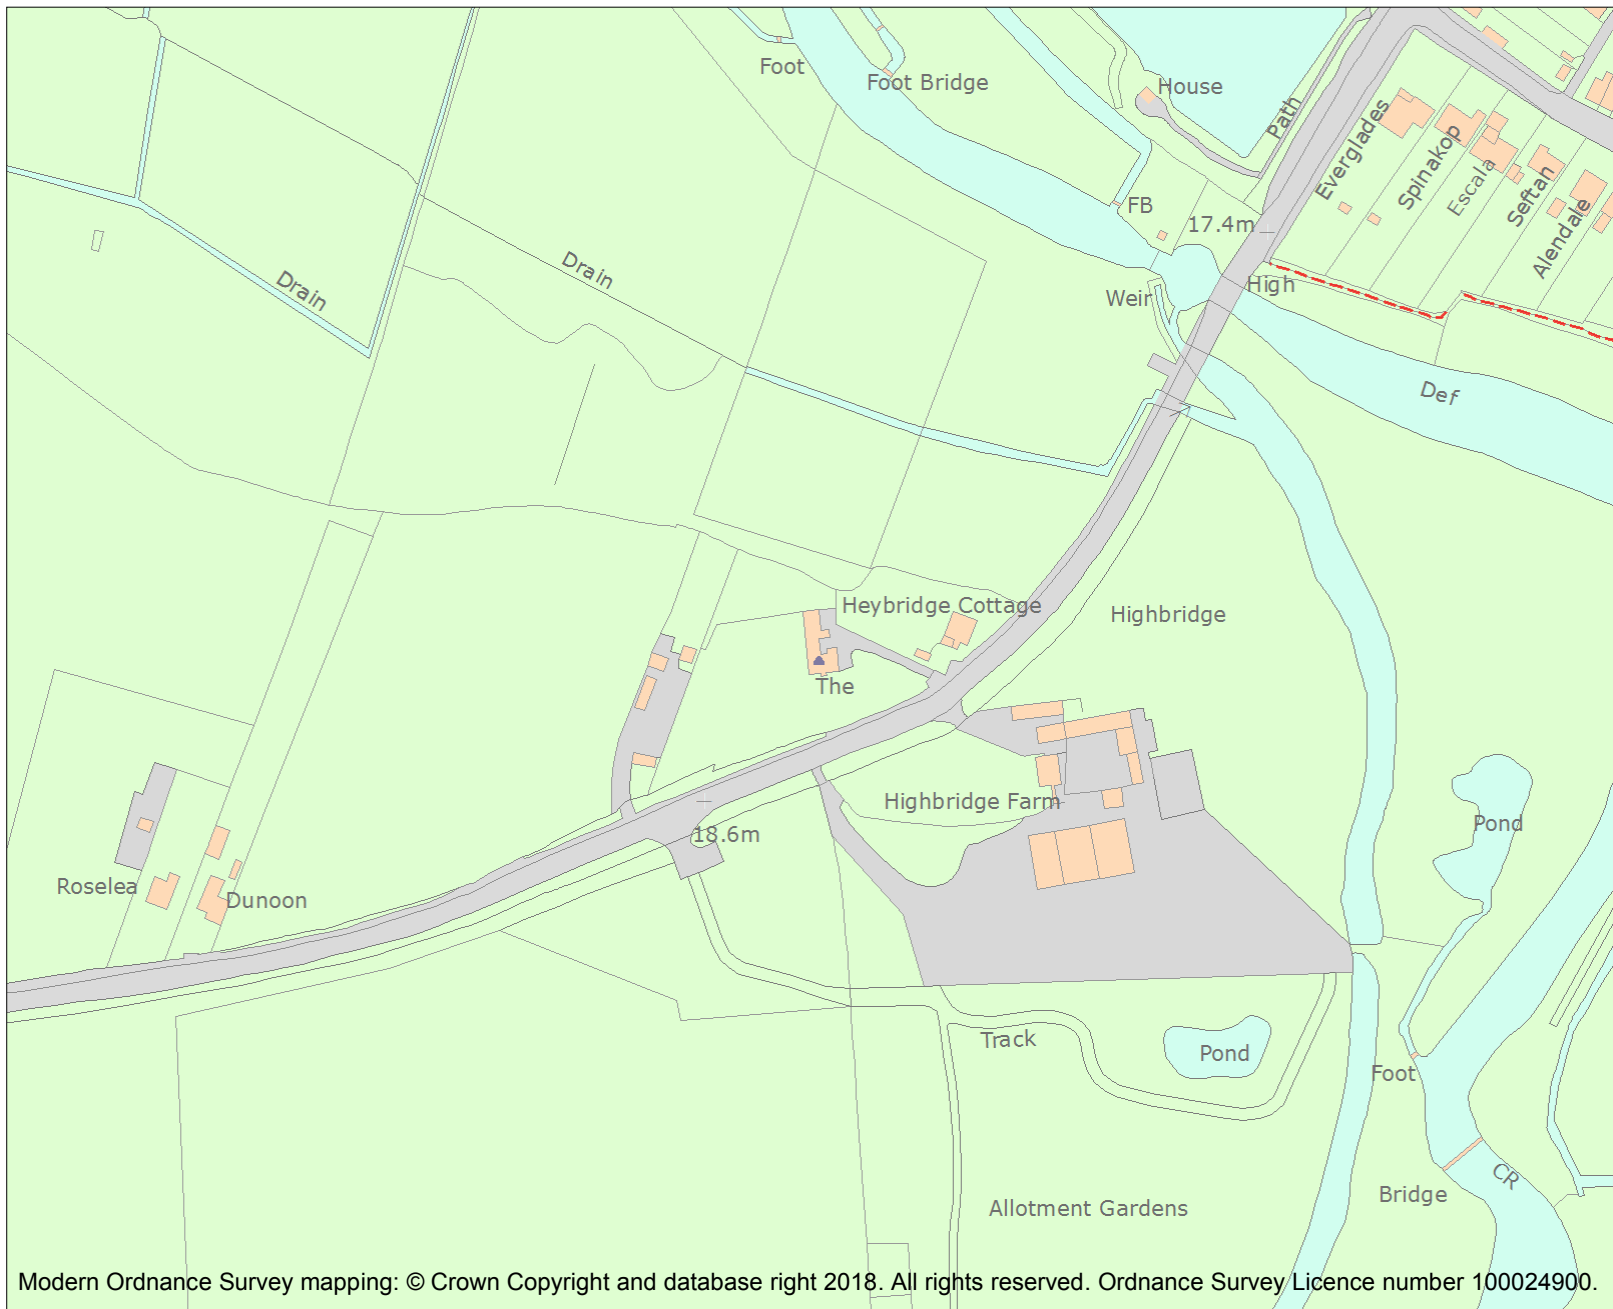 Foot
Foot Bridge
House
Path
Everglades
Spinakop
Escala
Seftan
Alendale
FB
17.4m
Drain
Drain
Weir
High
Def
Heybridge Cottage
Highbridge
The
Highbridge Farm
18.6m
Pond
Roselea
Dunoon
Track
Pond
Foot
CR
Bridge
Allotment Gardens
Modern Ordnance Survey mapping: © Crown Copyright and database right 2018. All rights reserved. Ordnance Survey Licence number 100024900.